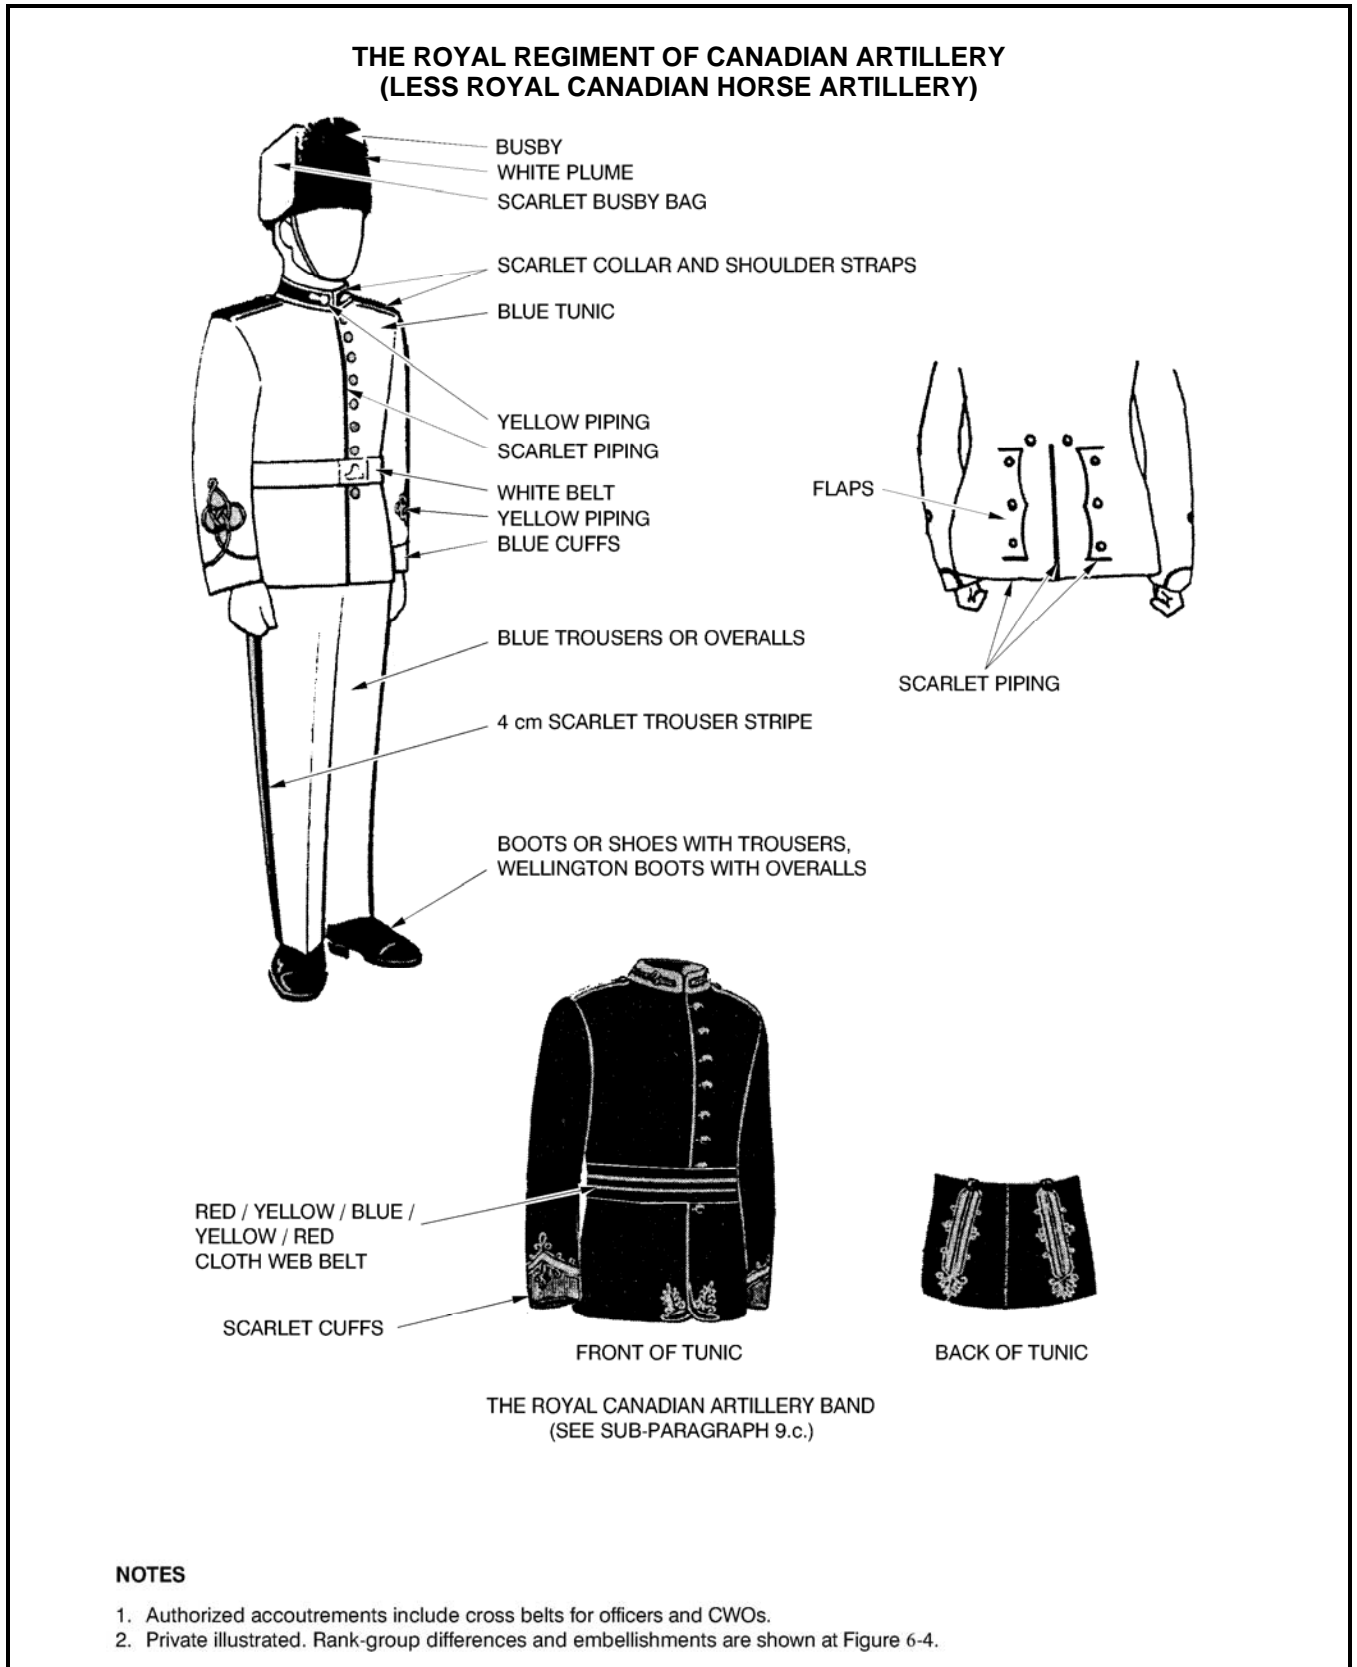 THE ROYAL REGIMENT OF CANADIAN ARTILLERY
(LESS ROYAL CANADIAN HORSE ARTILLERY)
BUSBY
WHITE PLUME
SCARLET BUSBY BAG
SCARLET COLLAR AND SHOULDER STRAPS
BLUE TUNIC
YELLOW PIPING
SCARLET PIPING
WHITE BELT
YELLOW PIPING
BLUE CUFFS
FLAPS
SCARLET PIPING
BLUE TROUSERS OR OVERALLS
4 cm SCARLET TROUSER STRIPE
BOOTS OR SHOES WITH TROUSERS,
WELLINGTON BOOTS WITH OVERALLS
RED / YELLOW / BLUE /
YELLOW / RED
CLOTH WEB BELT
SCARLET CUFFS
FRONT OF TUNIC
BACK OF TUNIC
THE ROYAL CANADIAN ARTILLERY BAND
(SEE SUB-PARAGRAPH 9.c.)
NOTES
1. Authorized accoutrements include cross belts for officers and CWOs.
2. Private illustrated. Rank-group differences and embellishments are shown at Figure 6-4.